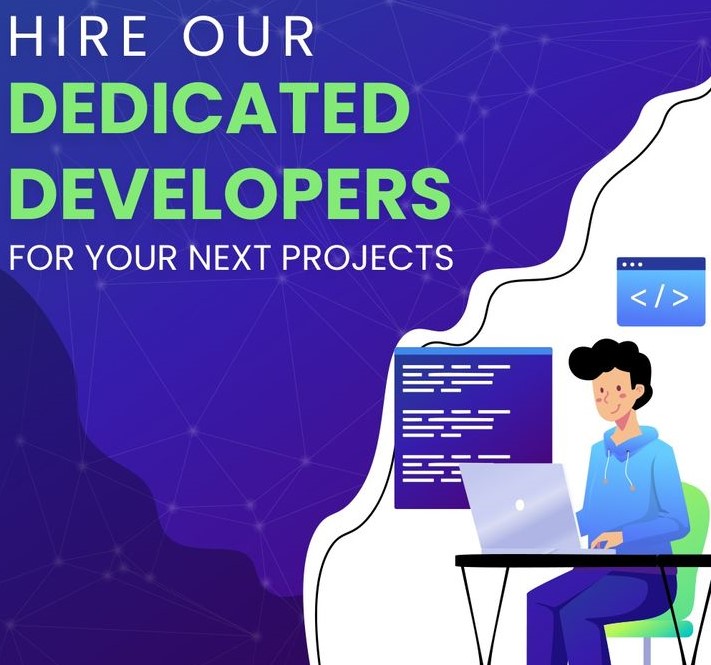 HIRE OUR
DEDICATED
DEVELOPERS
FOR YOUR NEXT PROJECTS
</>